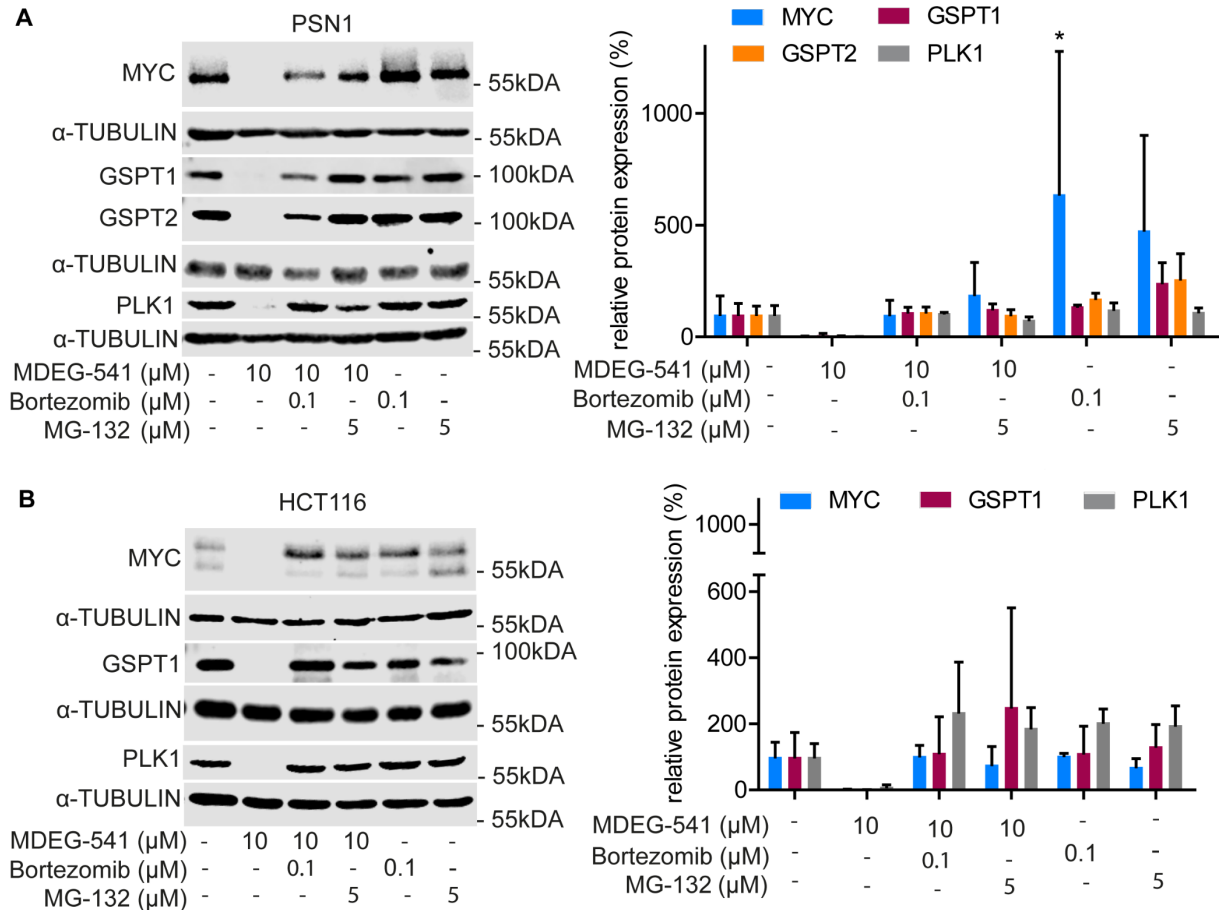 A
PSN1
MYC
- 55kDA
α-TUBULIN
- 55kDA
GSPT1
- 100kDA
GSPT2
- 100kDA
α-TUBULIN
- 55kDA
PLK1
α-TUBULIN
- 55kDA
MDEG-541 (µM) - 10 10 10 - -
Bortezomib (µM) - - 0.1 - 0.1 -
MG-132 (µM) - - - 5 - 5
MYC GSPT1
GSPT2 PLK1
*
relative protein expression (%)
1000
500
0
MDEG-541 (µM) - 10 10 10 - -
Bortezomib (µM) - - 0.1 - 0.1 -
MG-132 (µM) - - - 5 - 5
B
HCT116
MYC
- 55kDA
α-TUBULIN
- 55kDA
- 100kDA
GSPT1
α-TUBULIN
- 55kDA
PLK1
- 55kDA
α-TUBULIN
- 55kDA
MDEG-541 (µM) - 10 10 10 - -
Bortezomib (µM) - - 0.1 - 0.1 -
MG-132 (µM) - - - 5 - 5
MYC GSPT1 PLK1
relative protein expression (%)
1000
600
400
200
0
MDEG-541 (µM) - 10 10 10 - -
Bortezomib (µM) - - 0.1 - 0.1 -
MG-132 (µM) - - - 5 - 5